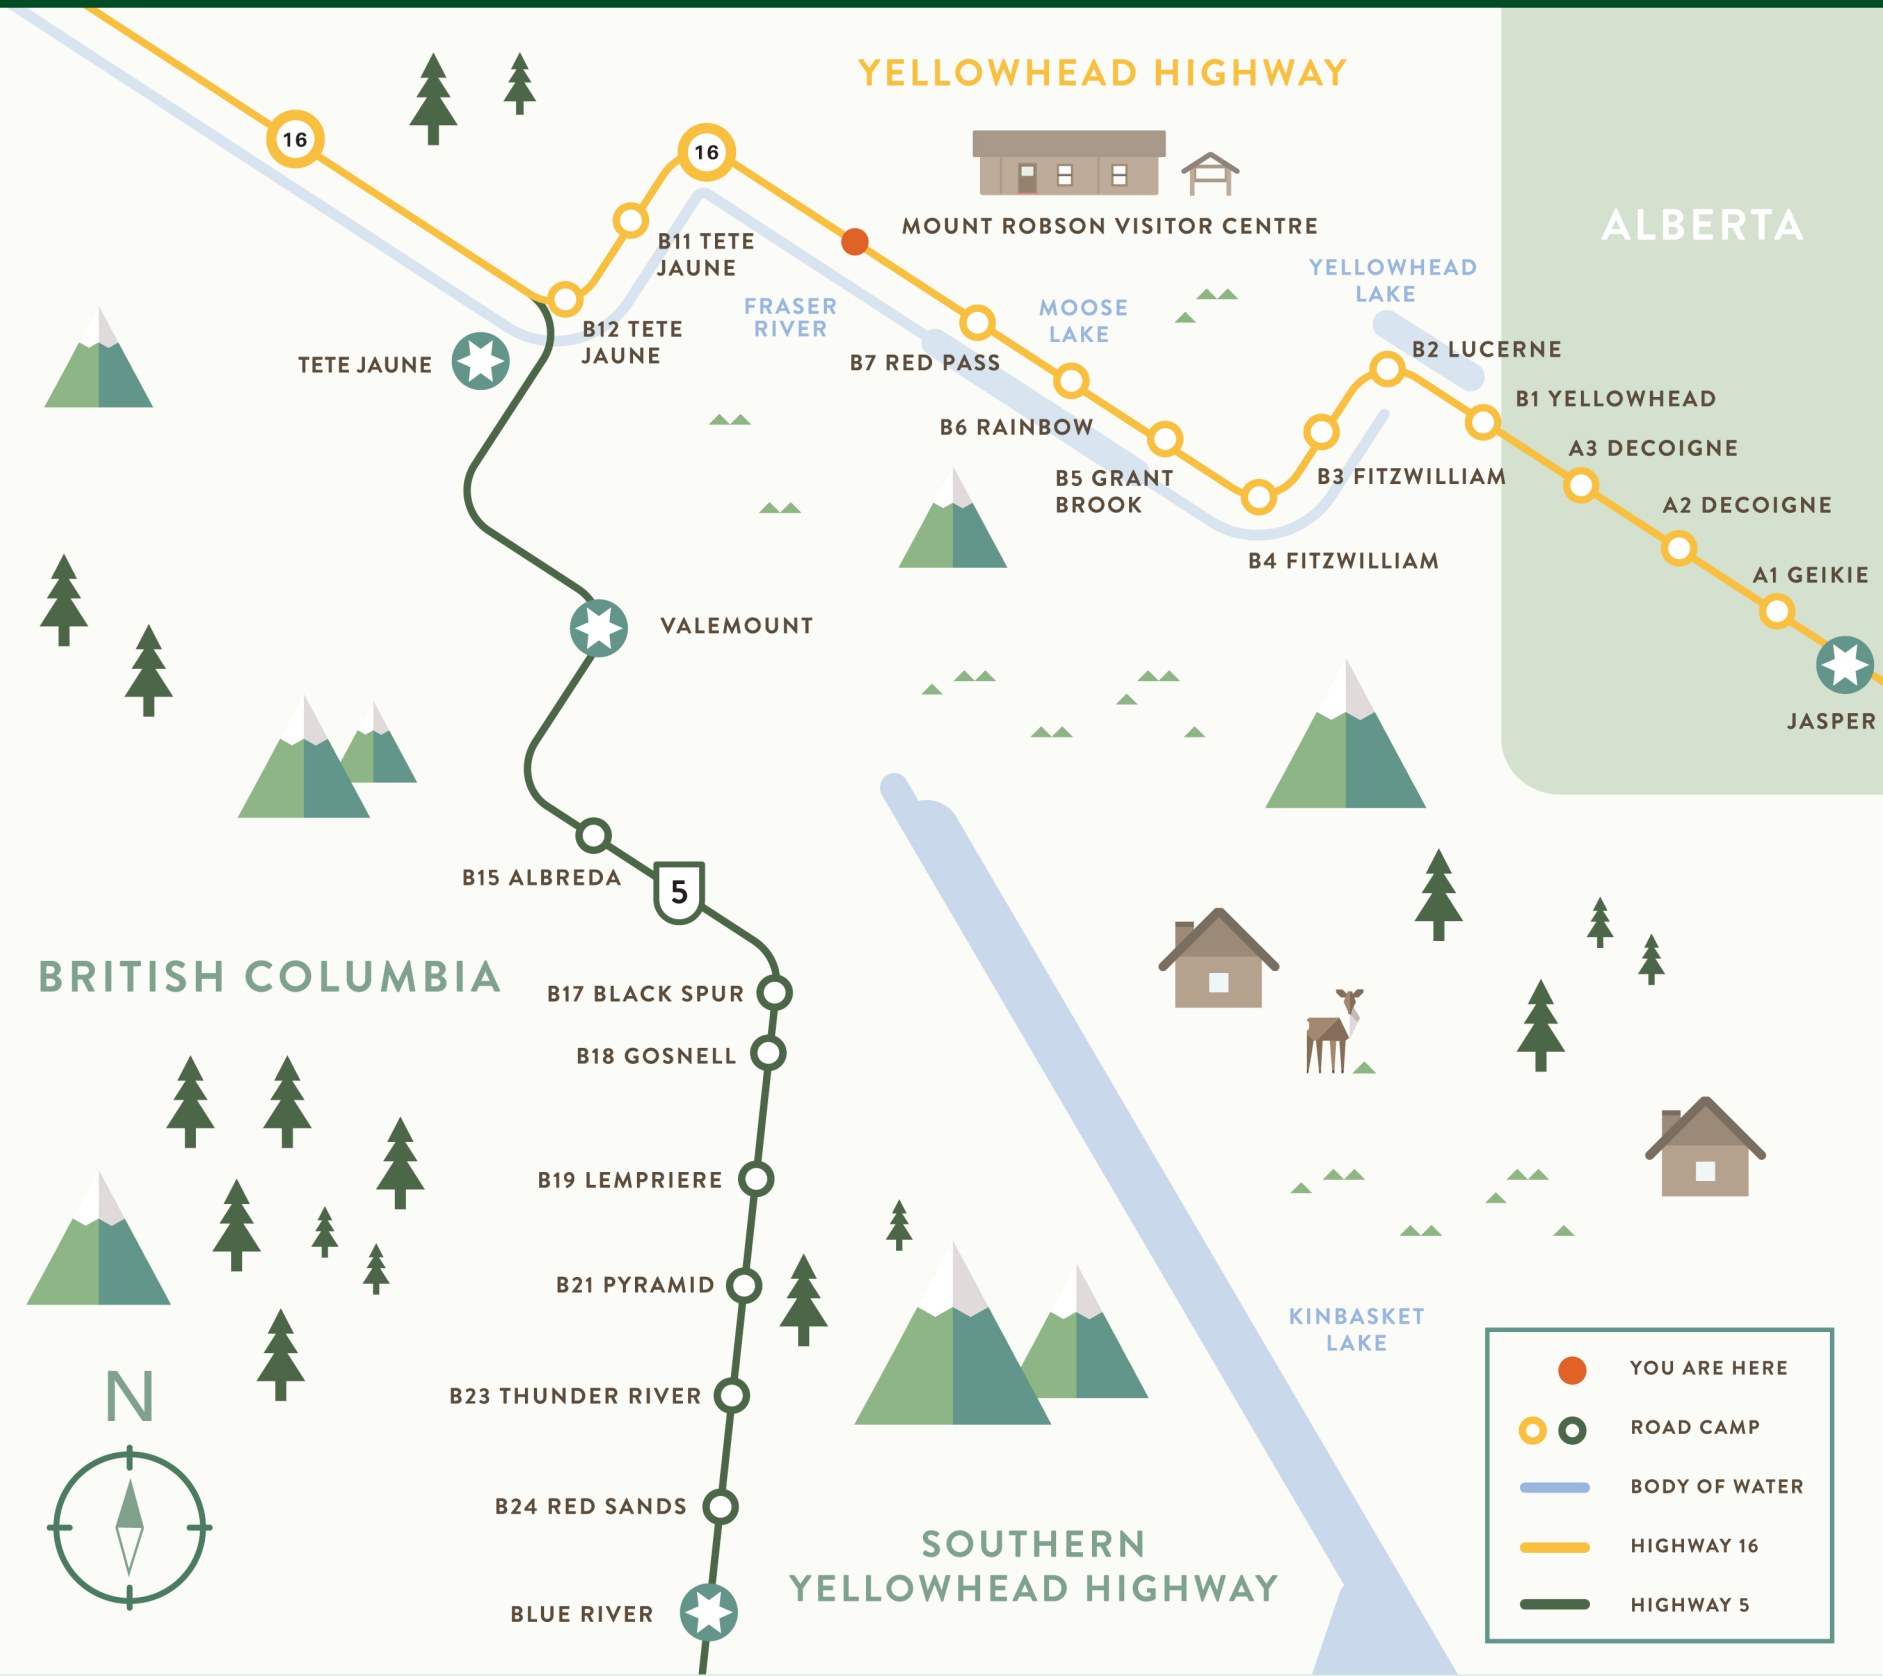 YELLOWHEAD HIGHWAY
16
16
MOUNT ROBSON VISITOR CENTRE
ALBERTA
B11 TETE
JAUNE
YELLOWHEAD
LAKE
FRASER
RIVER
MOOSE
LAKE
B12 TETE
JAUNE
TETE JAUNE
B7 RED PASS
B2 LUCERNE
B1 YELLOWHEAD
B6 RAINBOW
A3 DECOIGNE
B5 GRANT
BROOK
B3 FITZWILLIAM
A2 DECOIGNE
B4 FITZWILLIAM
A1 GEIKIE
VALEMOUNT
JASPER
B15 ALBREDA
5
BRITISH COLUMBIA
B17 BLACK SPUR
B18 GOSNELL
B19 LEMPRIERE
B21 PYRAMID
KINBASKET
LAKE
N
B23 THUNDER RIVER
B24 RED SANDS
SOUTHERN
YELLOWHEAD HIGHWAY
BLUE RIVER
YOU ARE HERE
ROAD CAMP
BODY OF WATER
HIGHWAY 16
HIGHWAY 5